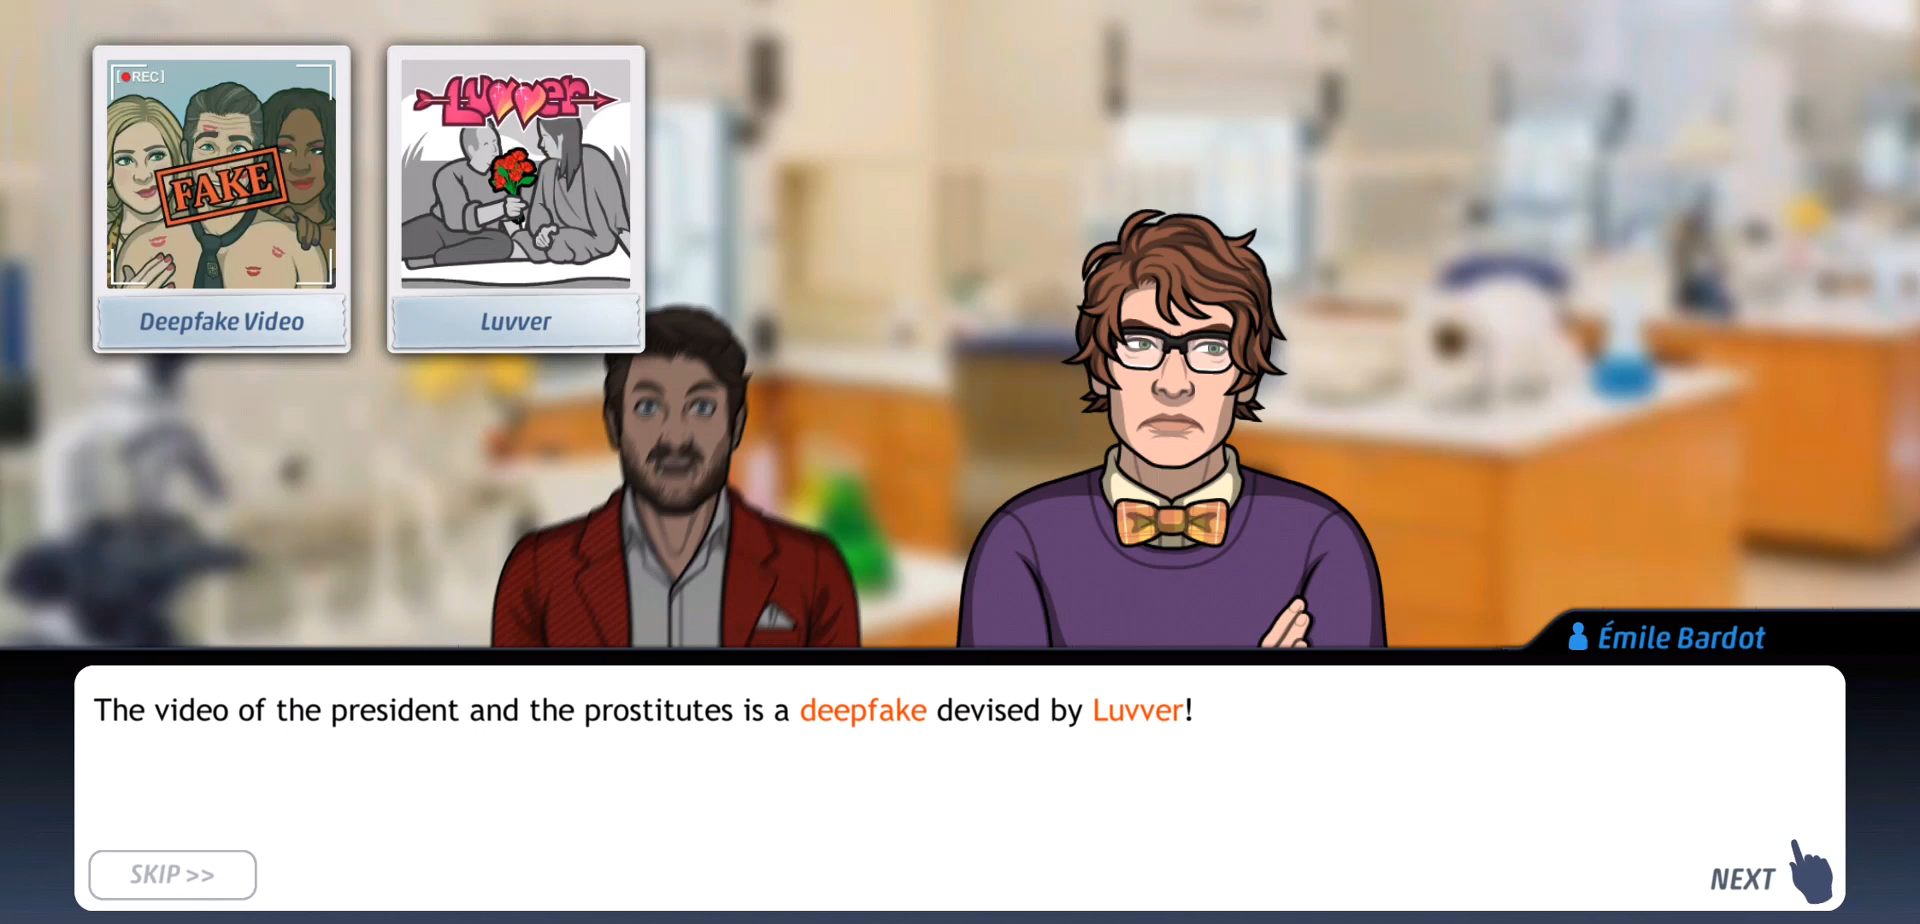 [●REC]
FAKE
Deepfake Video
Luvver
Luvver
Émile Bardot
The video of the president and the prostitutes is a deepfake devised by Luvver!
SKIP >>
NEXT